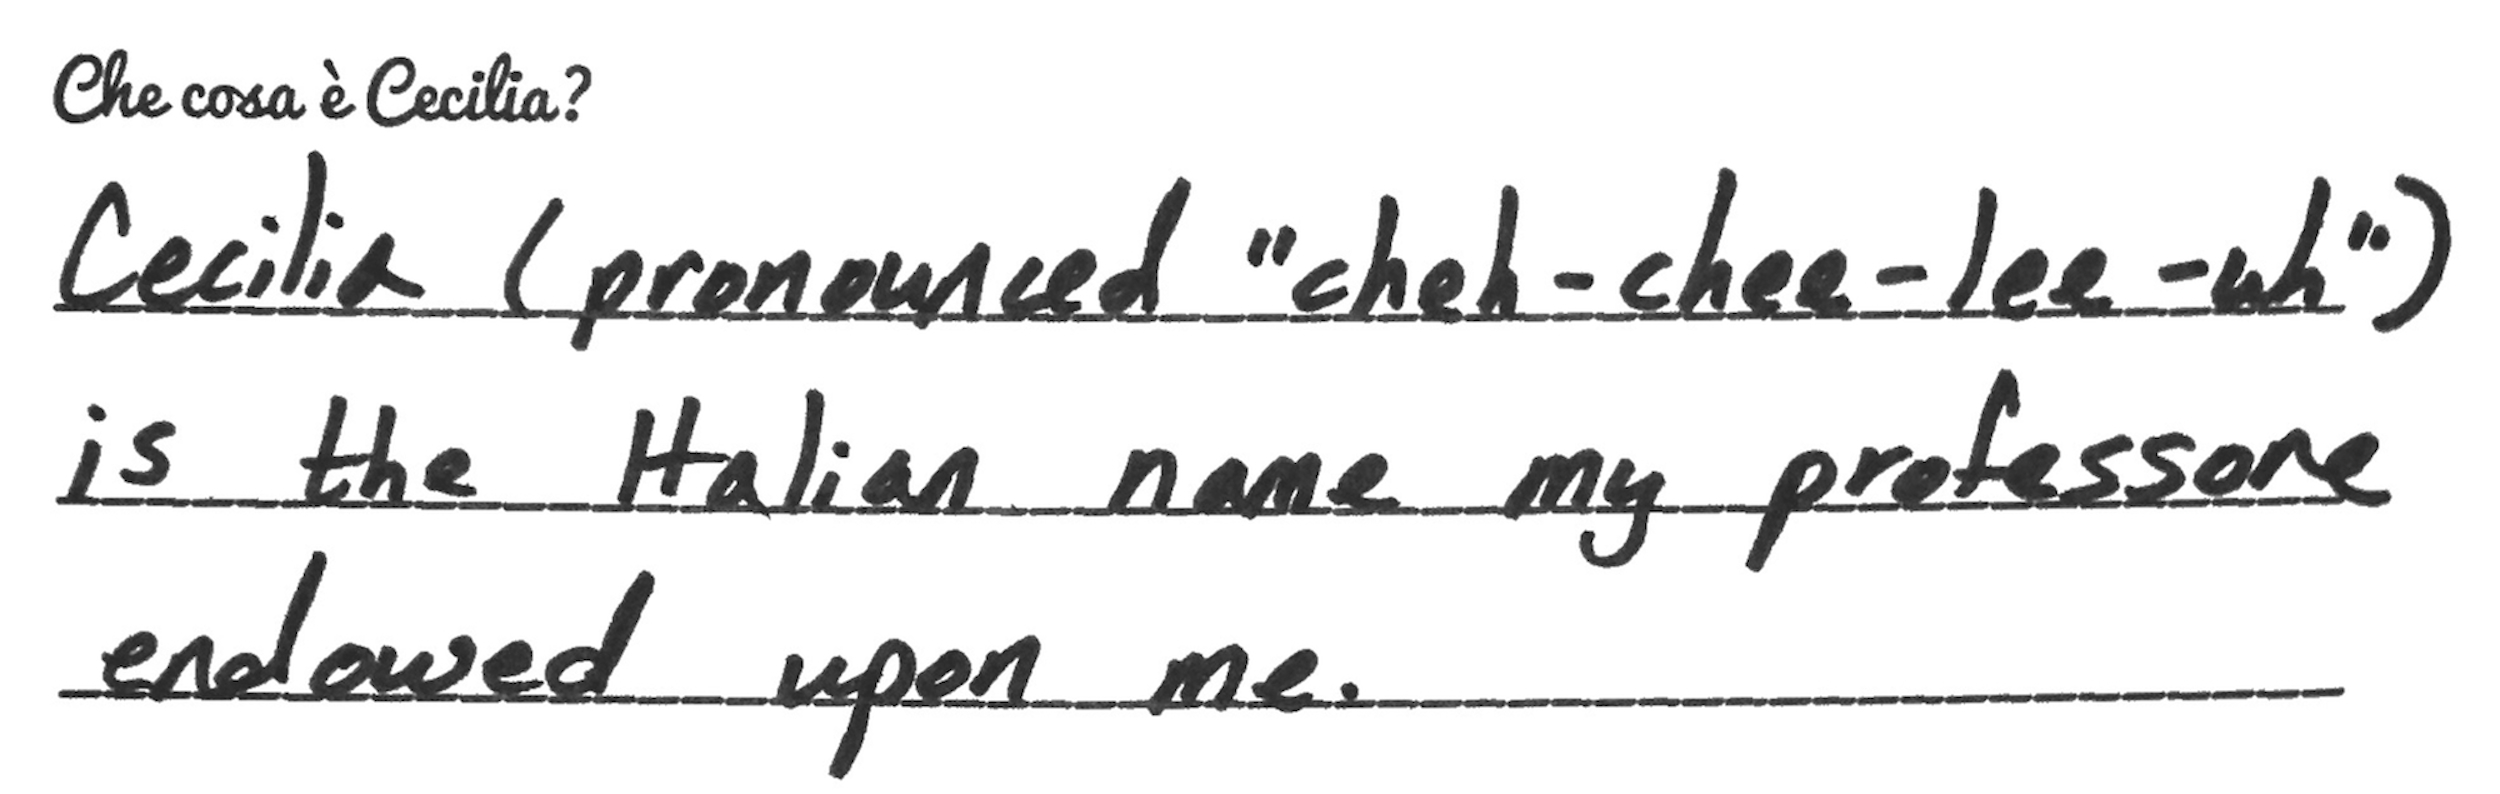 Che cosa è Cecilia?
Cecilia (pronounced "cheh-chee-lee-uh")
is the Italian name my professore
endowed upon me.